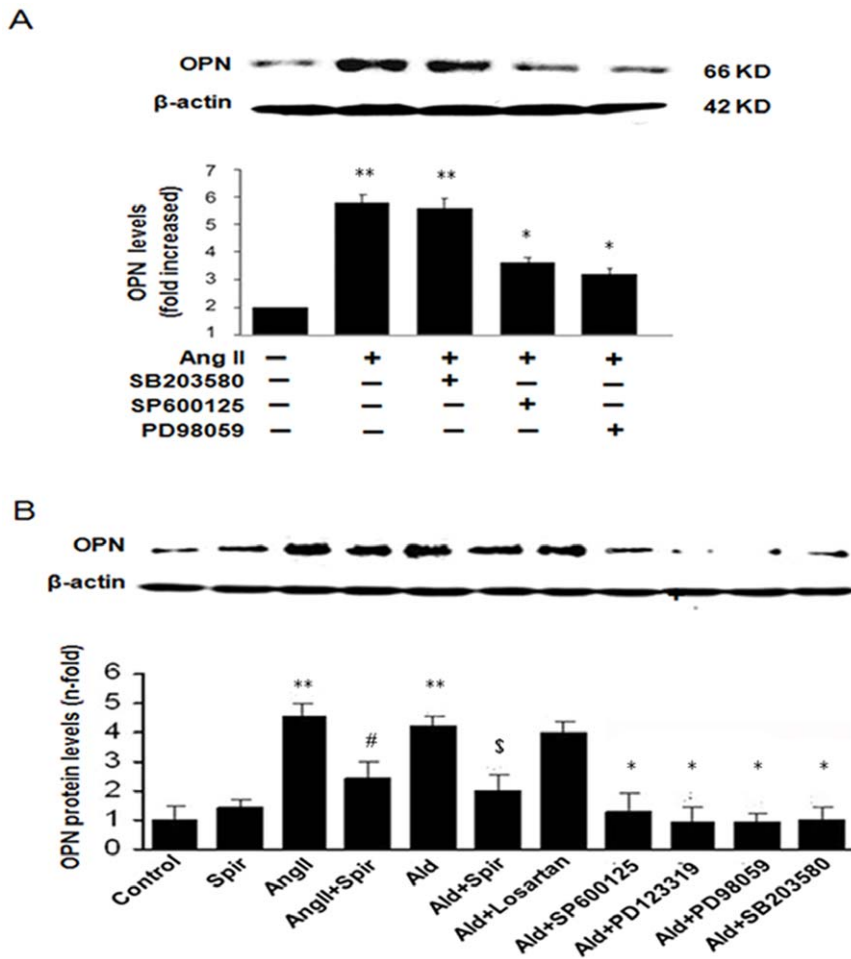 A
OPN
66 KD
β-actin
42 KD
OPN levels
(fold increased)
7
6
5
4
3
2
1
** ** * *
Ang II − + + + +
SB203580 − − + − −
SP600125 − − − + −
PD98059 − − − − +
B
OPN
β-actin
OPN protein levels (n-fold)
6
5
4
3
2
1
0
** # ** $ * * * *
Control
Spir
AngII
AngII+Spir
Ald
Ald+Spir
Ald+Losartan
Ald+SP600125
Ald+PD123319
Ald+PD98059
Ald+SB203580